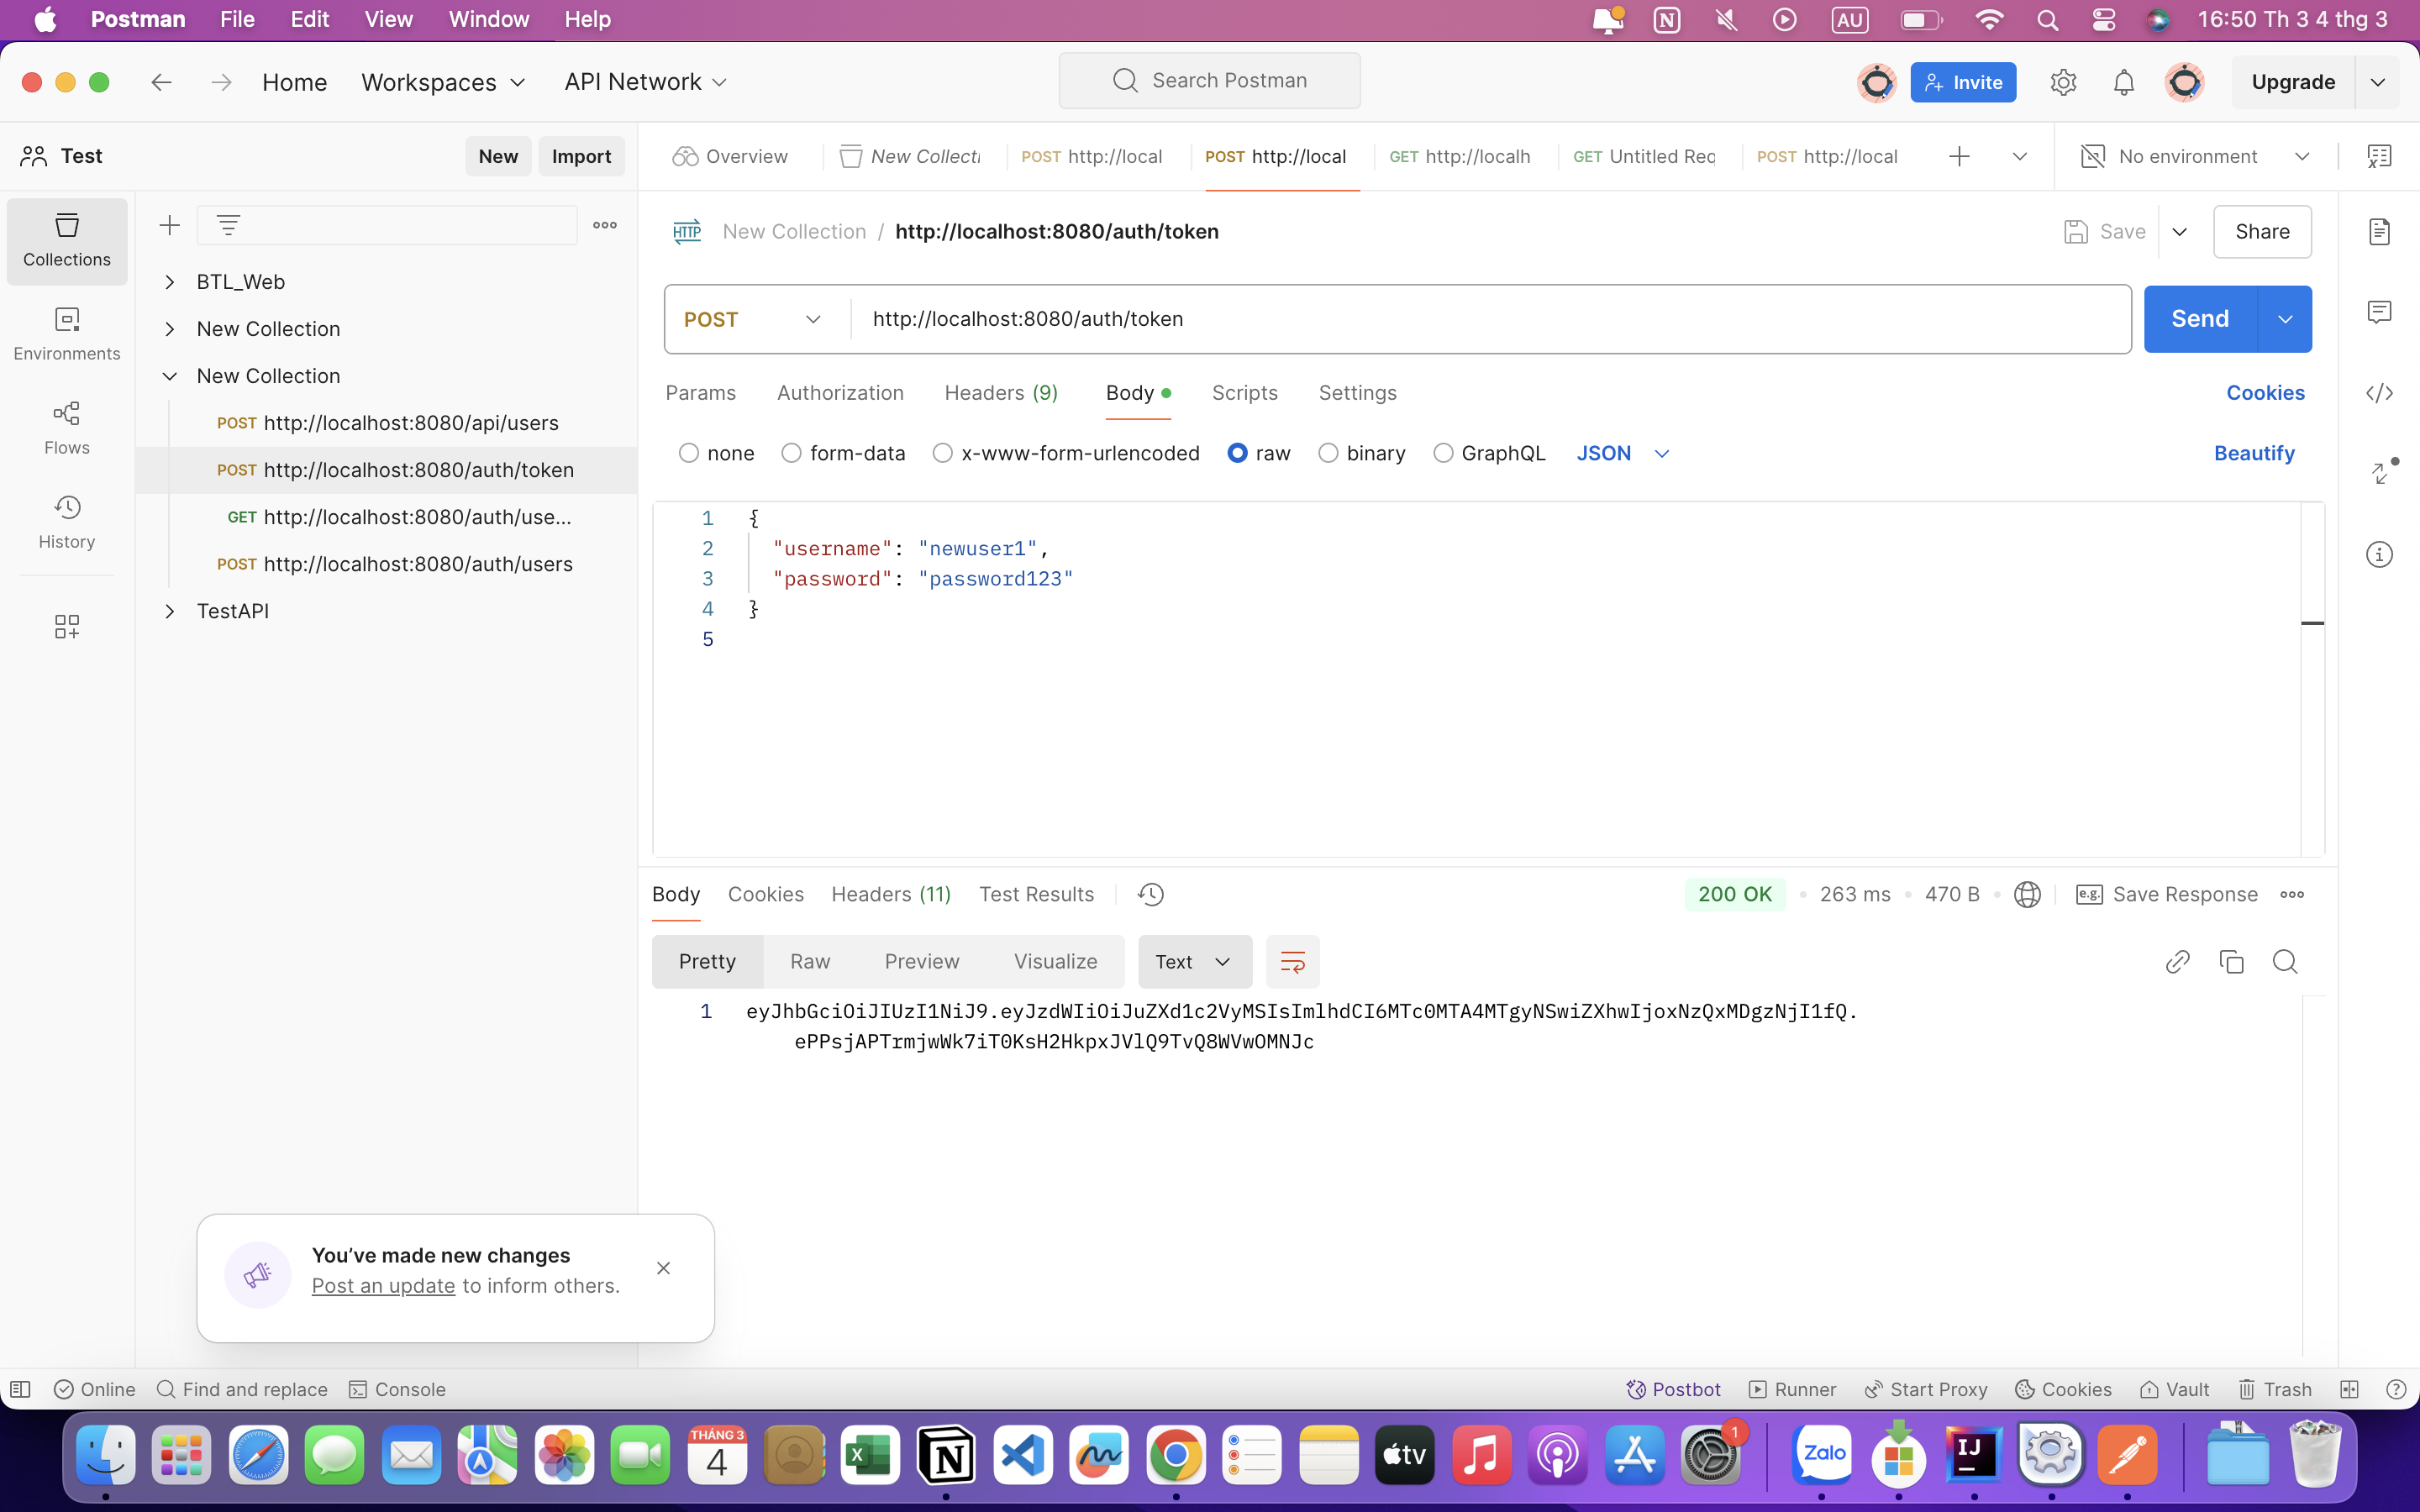 Postman File Edit View Window Help
AU 16:50 Th 3 4 thg 3
Home Workspaces API Network
Search Postman
Invite Upgrade
Test New Import
Overview New Collecti POST http://local POST http://local GET http://localh GET Untitled Req POST http://local
No environment
Collections
Environments
Flows
History
BTL_Web
New Collection
New Collection
POST http://localhost:8080/api/users
POST http://localhost:8080/auth/token
GET http://localhost:8080/auth/use...
POST http://localhost:8080/auth/users
TestAPI
HTTP New Collection / http://localhost:8080/auth/token
Save Share
POST http://localhost:8080/auth/token Send
Params Authorization Headers (9) Body Scripts Settings Cookies
none form-data x-www-form-urlencoded raw binary GraphQL JSON Beautify
1 {
2 "username": "newuser1",
3 "password": "password123"
4 }
5
Body Cookies Headers (11) Test Results
200 OK 263 ms 470 B e.g. Save Response
Pretty Raw Preview Visualize Text
1 eyJhbGciOiJIUzI1NiJ9.eyJzdWIiOiJuZXd1c2VyMSIsImlhdCI6MTc0MTA4MTgyNSwiZXhwIjoxNzQxMDgzNjI1fQ.
ePPsjAPTrmjwWk7iT0KsH2HkpxJVlQ9TvQ8WVwOMNJc
You’ve made new changes
Post an update to inform others.
Online Find and replace Console
Postbot Runner Start Proxy Cookies Vault Trash
THÁNG 3
4
tv
1
Zalo
IJ